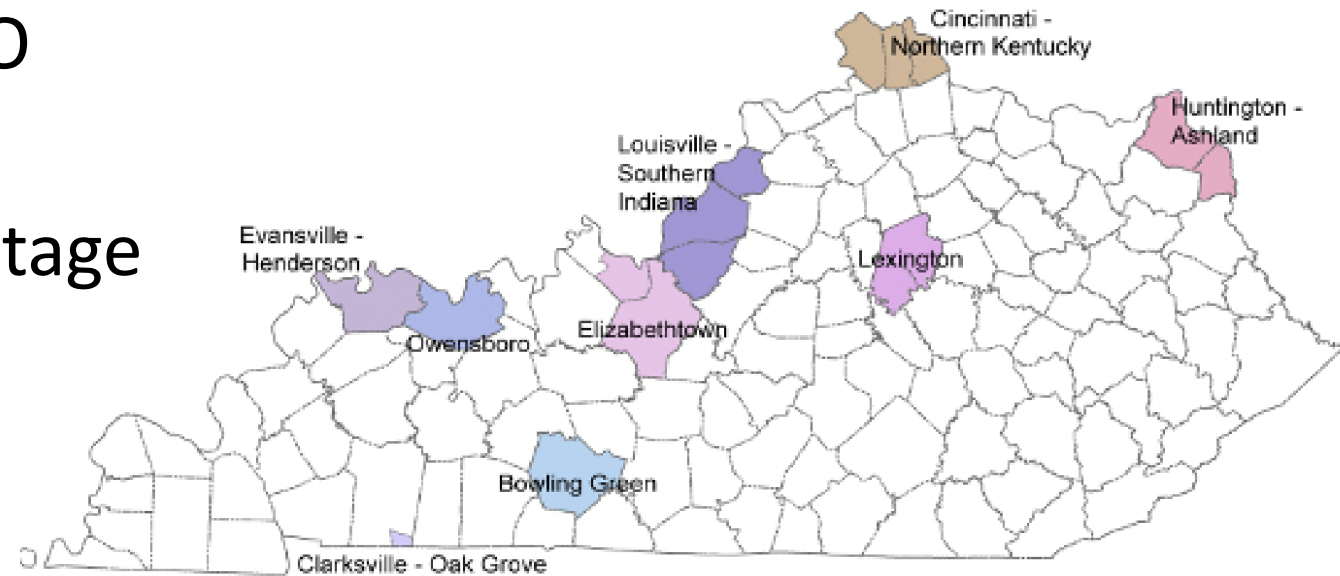 O
tage
Cincinnati -
Northern Kentucky
Huntington -
Ashland
Louisville -
Southern
Indiana
Evansville -
Henderson
Lexington
Elizabethtown
Owensboro
Bowling Green
Clarksville - Oak Grove